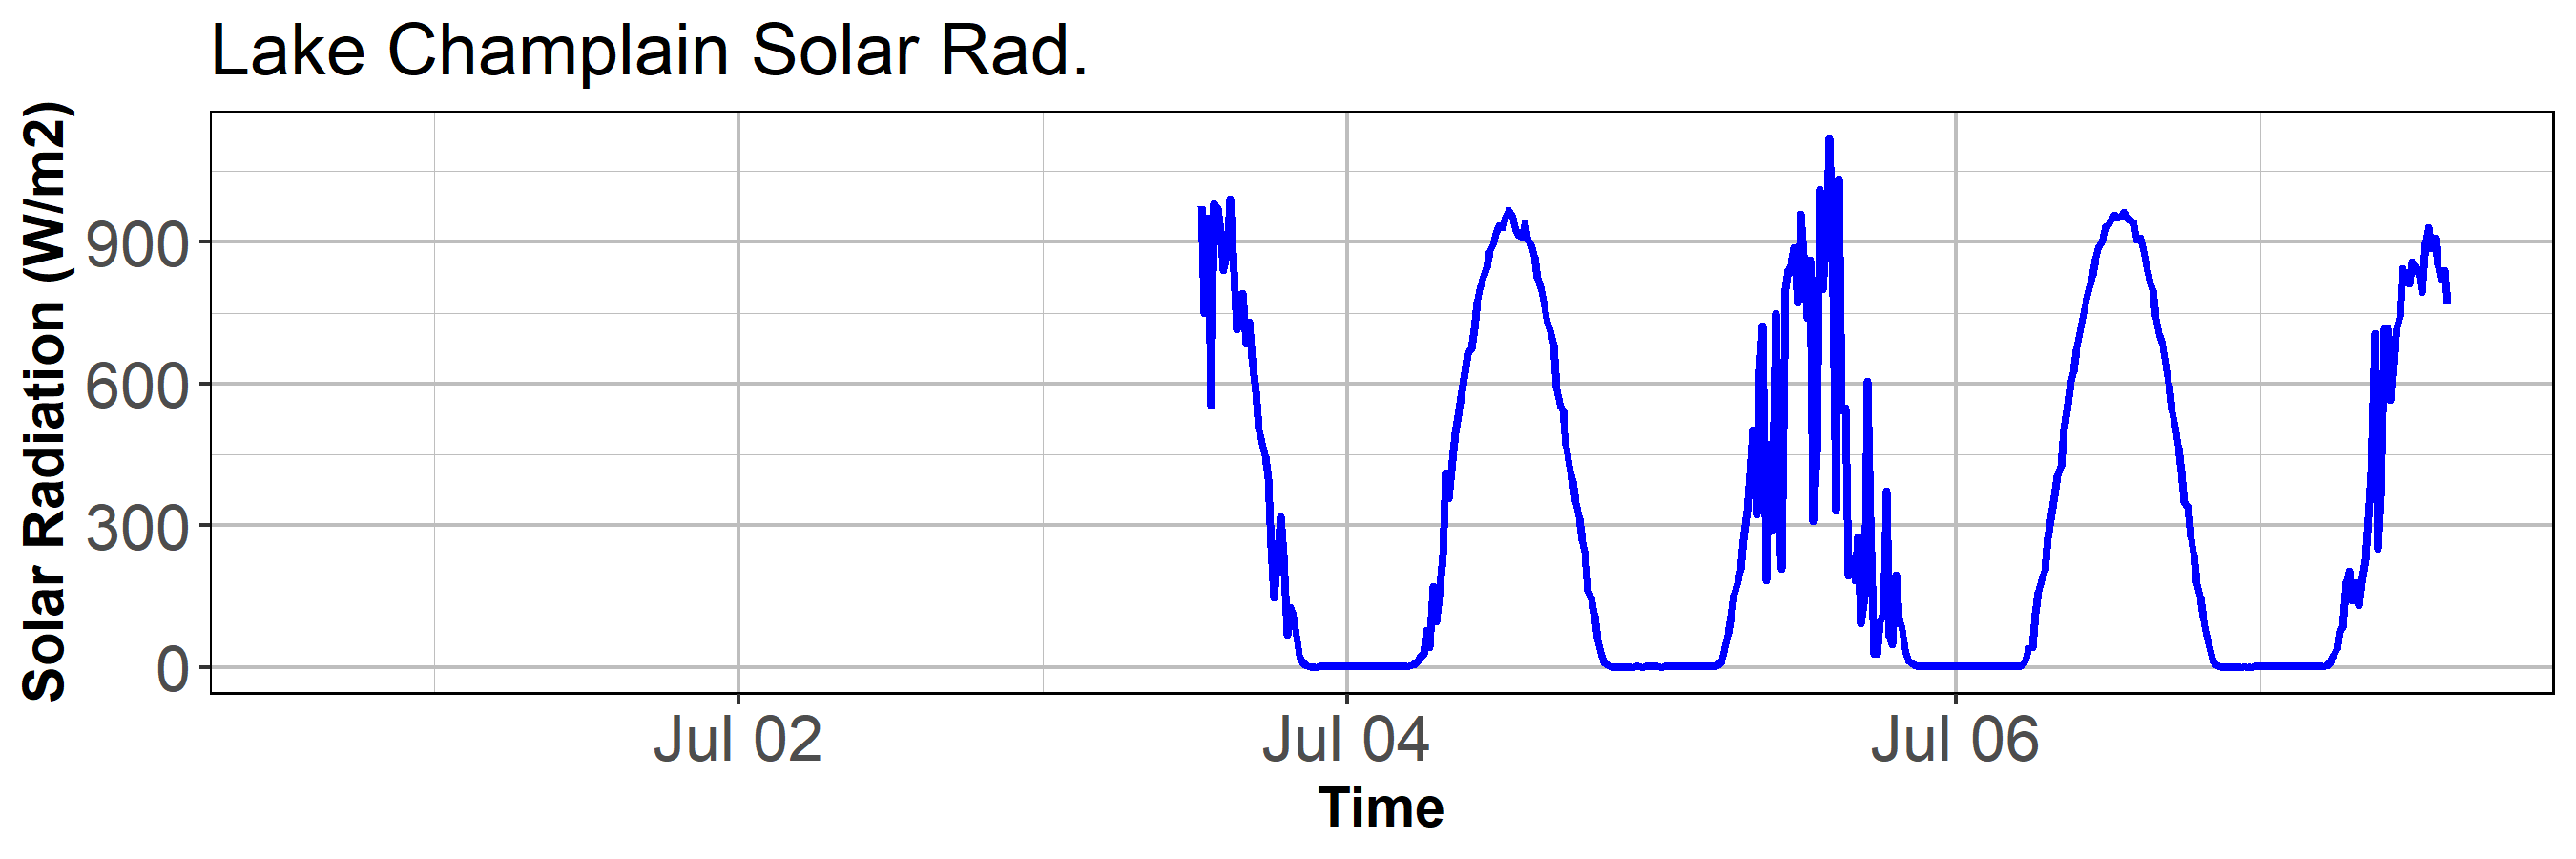 Lake Champlain Solar Rad.
Solar Radiation (W/m2)
900
600
300
0
Jul 02
Jul 04
Jul 06
Time